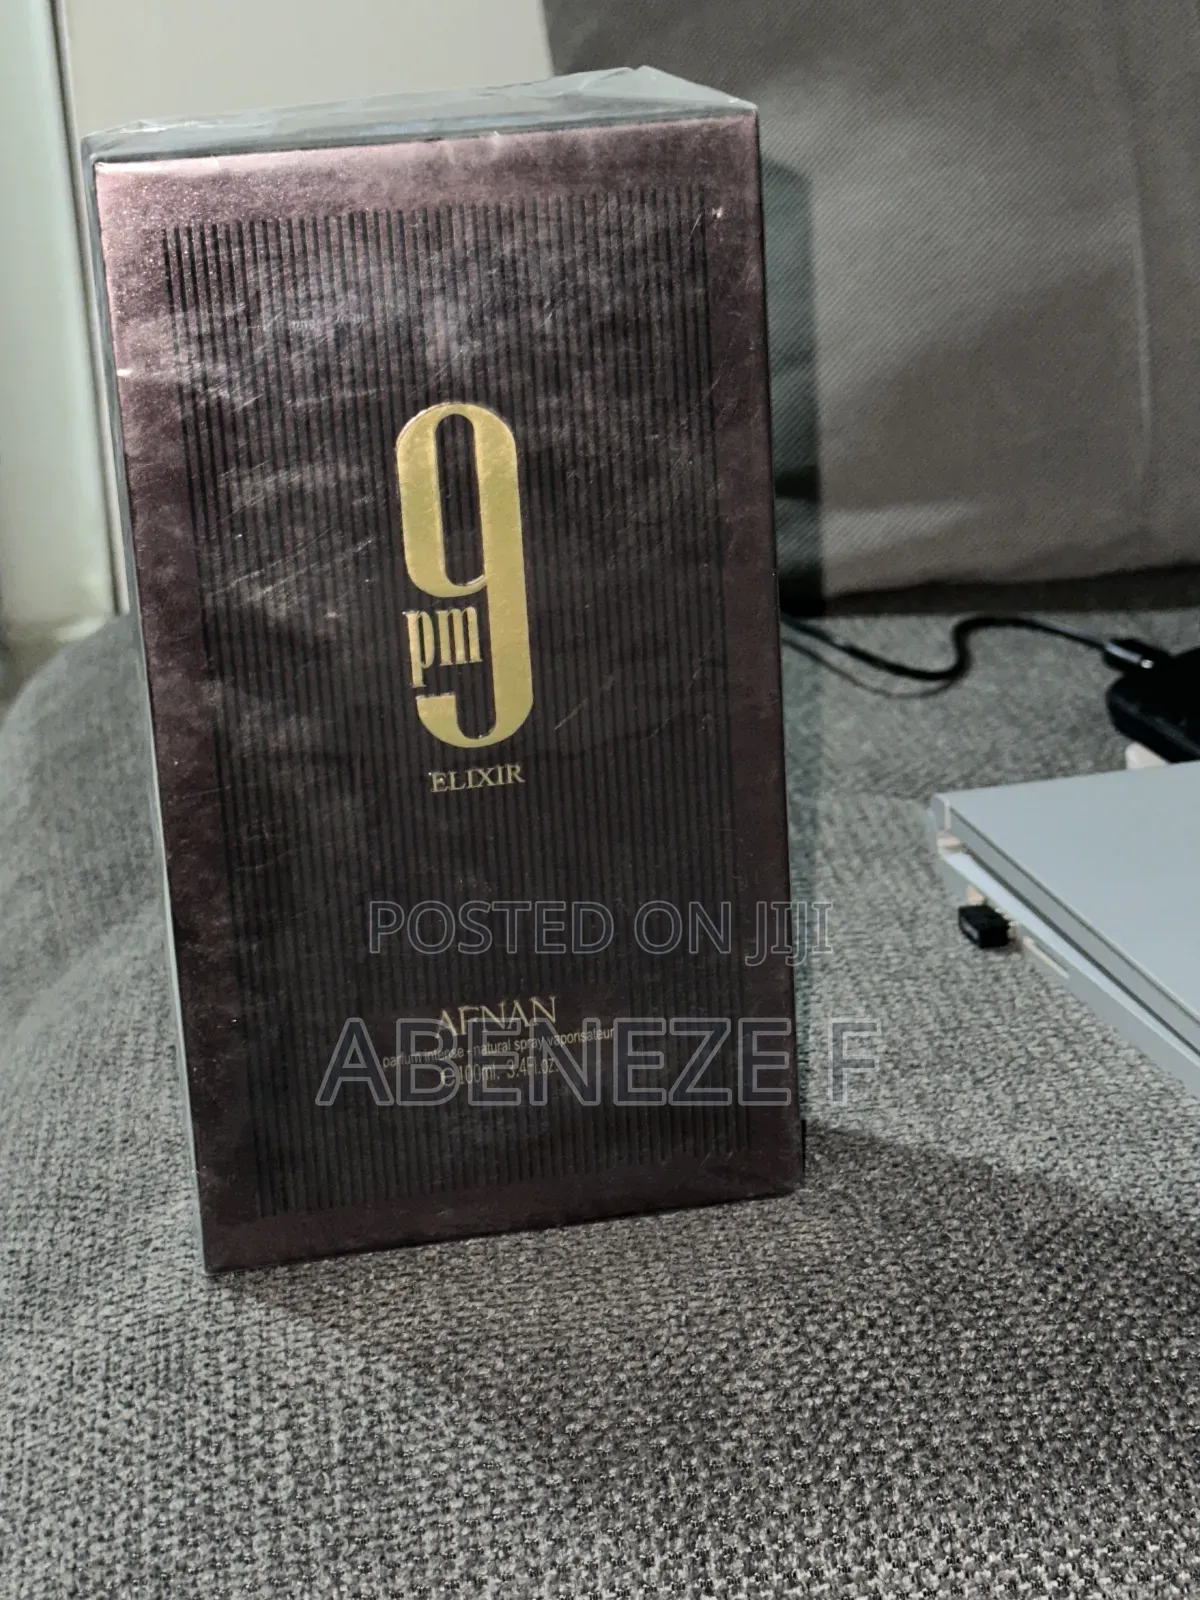 9
pm
ELIXIR
POSTED ON JIJI
AFNAN
ABENEZE F
parfum intense - natural spray vaporisateur
e 100ml. 3.4Fl.oz.